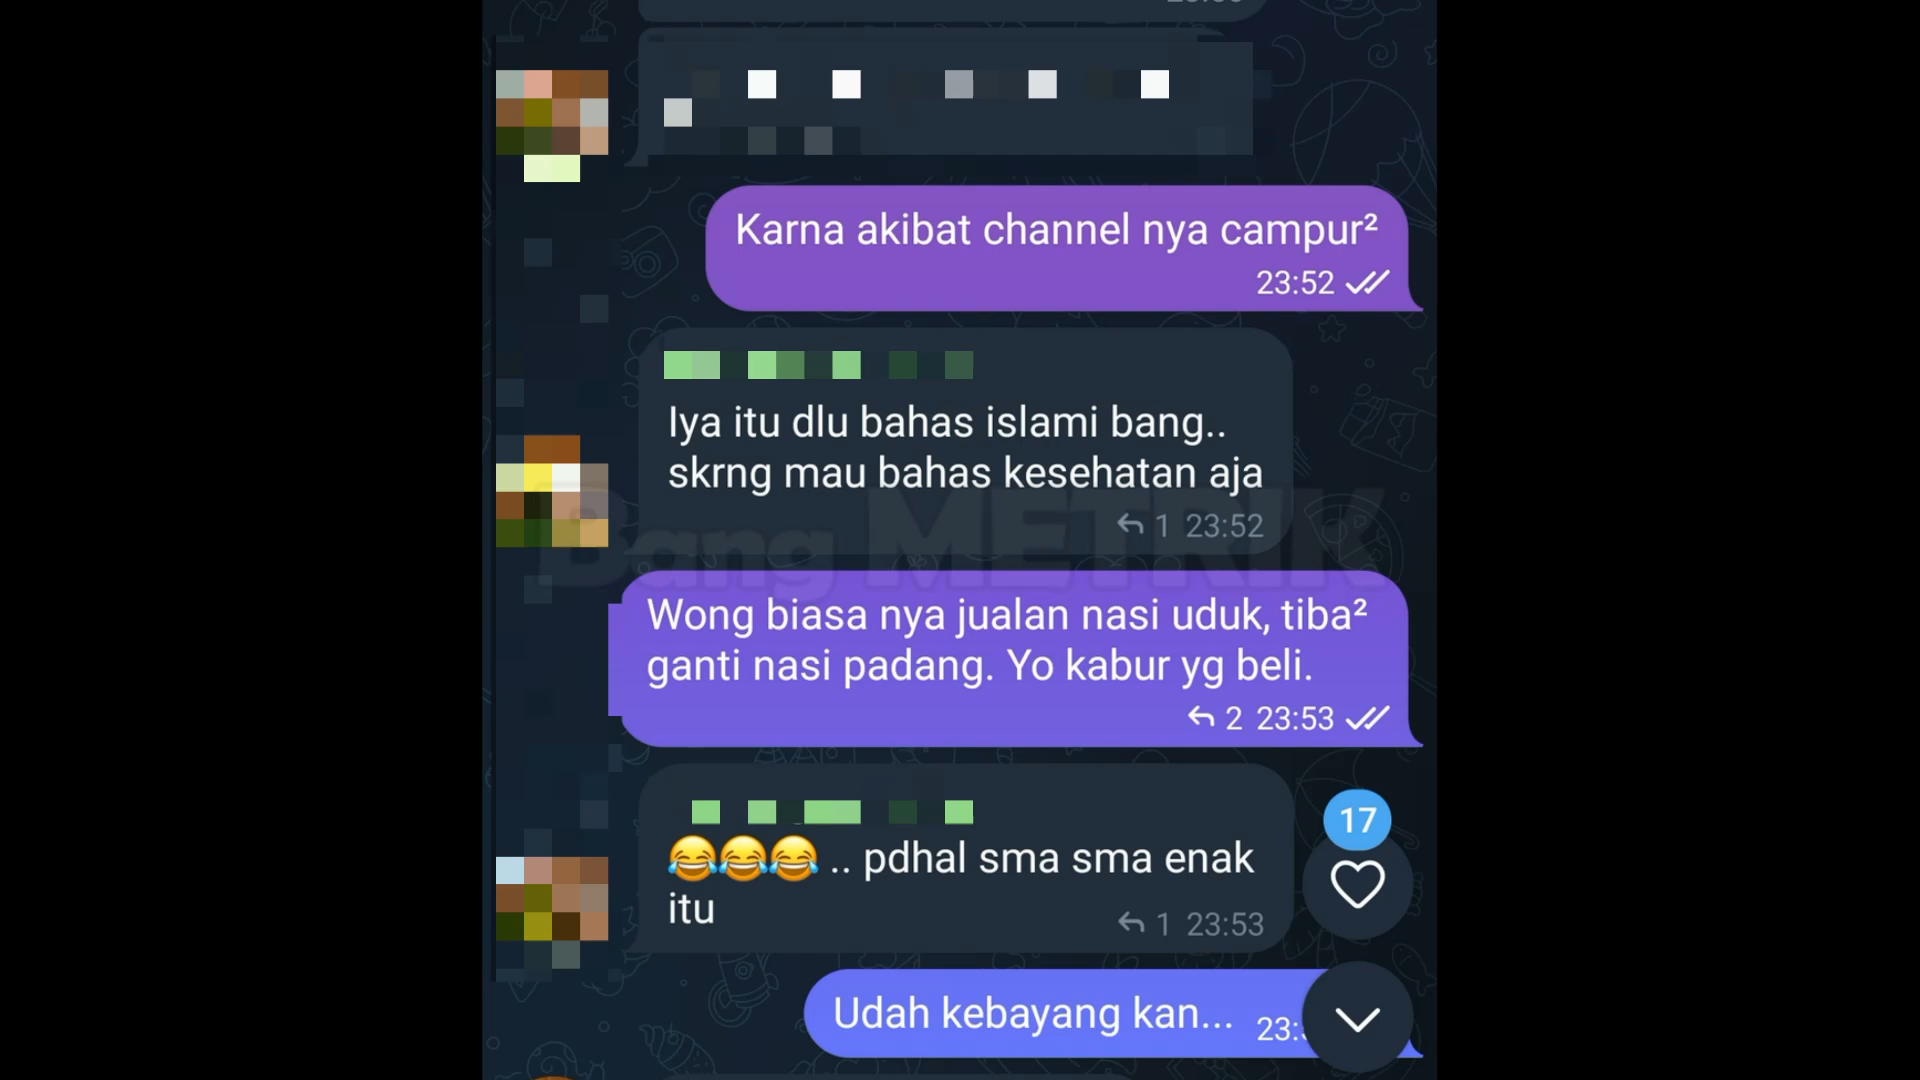 Karna akibat channel nya campur²
23:52
Iya itu dlu bahas islami bang..
skrng mau bahas kesehatan aja
1 23:52
Bang METRIK
Wong biasa nya jualan nasi uduk, tiba²
ganti nasi padang. Yo kabur yg beli.
2 23:53
😂😂😂 .. pdhal sma sma enak
itu
1 23:53
17
Udah kebayang kan...